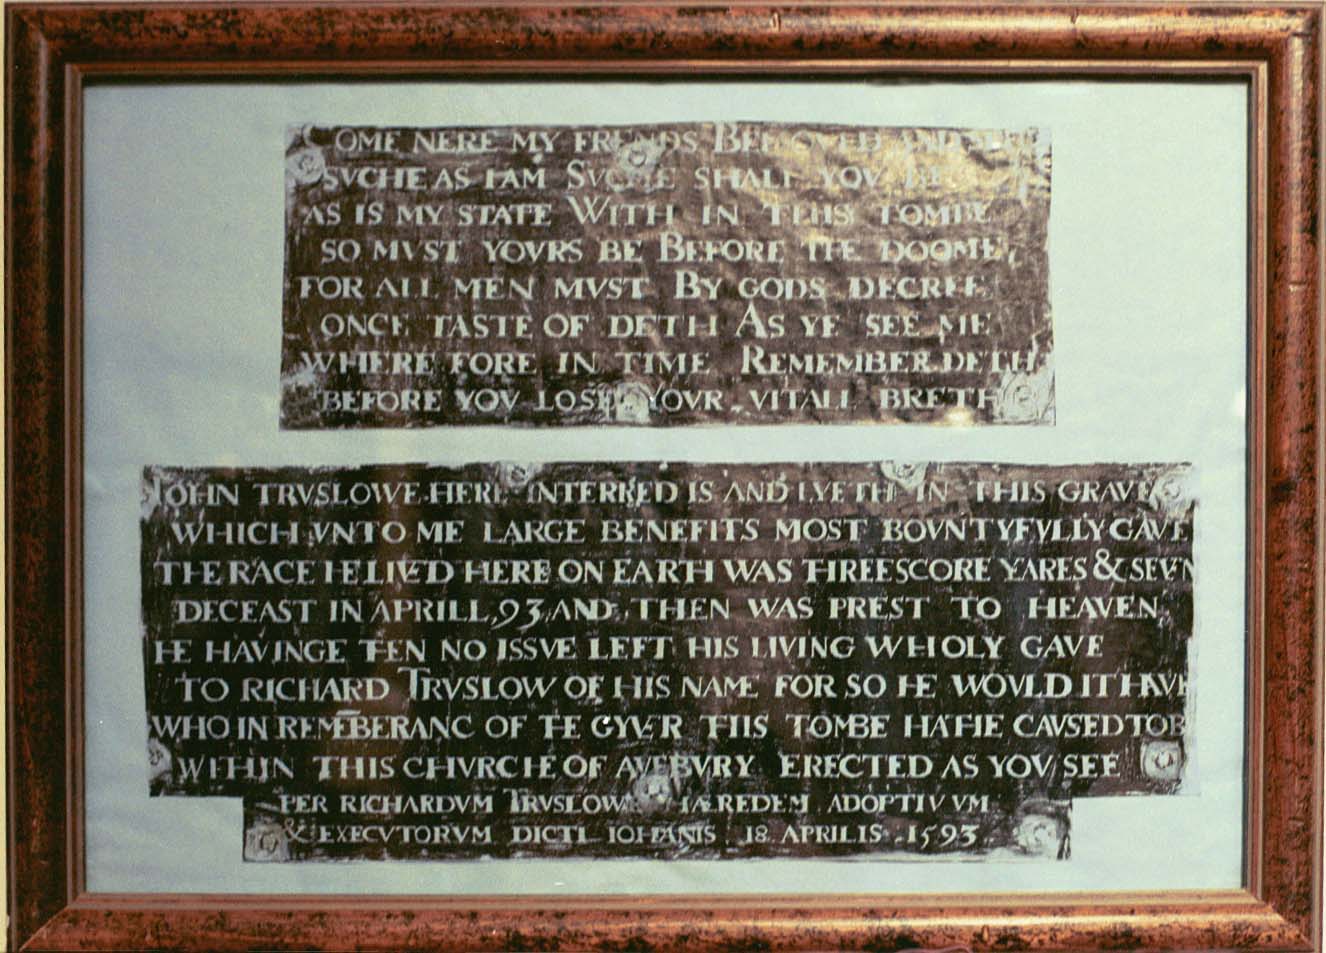 OME NERE MY FRENDS BELOVED AND
SVCHE AS I AM SVCHE SHALL YOV BE
AS IS MY STATE WITH IN THIS TOMBE
SO MVST YOVRS BE BEFORE THE DOOME,
FOR ALL MEN MVST BY GODS DECREE
ONCE TASTE OF DETH AS YE SEE ME
WHERE FORE IN TIME REMEMBER DETH
BEFORE YOV LOSE YOVR VITALL BRETH
JOHN TRVSLOWE HERE INTERRED IS AND LYETH IN THIS GRAVE
WHICH VNTO ME LARGE BENEFITS MOST BOVNTYFVLLY GAVE
THE RACE HE LIVED HERE ON EARTH WAS THREESCORE YEARES & SEVEN
DECEAST IN APRILL, 93, AND THEN WAS PREST TO HEAVEN,
HE HAVINGE THEN NO ISSVE LEFT HIS LIVING WHOLY GAVE
TO RICHARD TRVSLOW OF HIS NAME FOR SO HE WOVLD IT HAVE
WHO IN REMĒBERANC OF THE GYVER THIS TOMBE HATHE CAVSED TO B
WITHIN THIS CHVRCHE OF AVEBVRY ERECTED AS YOV SEE
PER RICHARDVM TRVSLOWE HÆREDEM ADOPTIVVM
& EXECVTORVM DICTI IOHANIS 18 APRILIS 1593